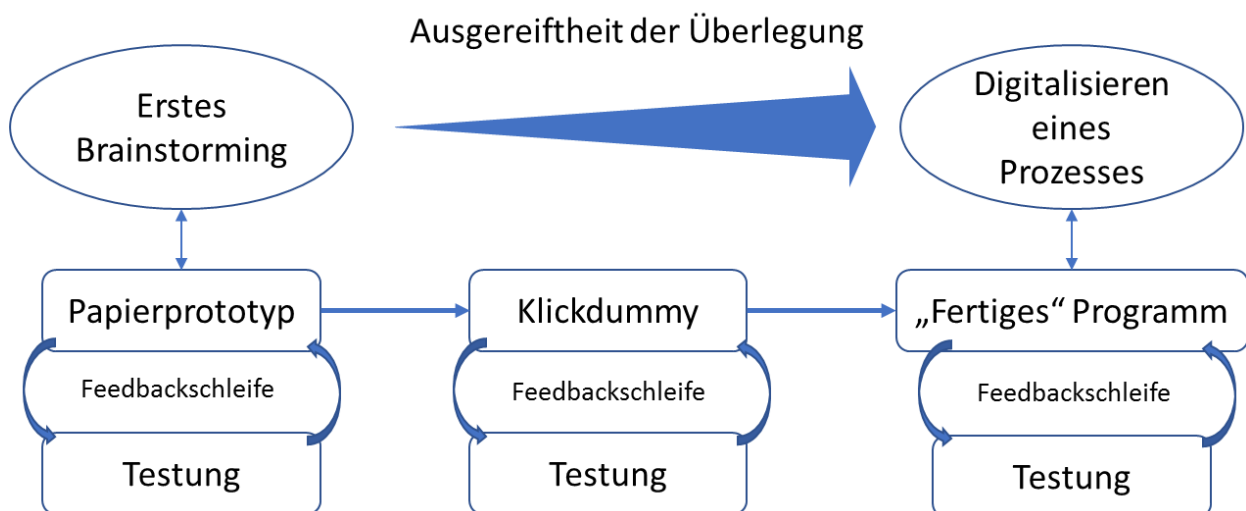 Ausgereiftheit der Überlegung
Erstes
Brainstorming
Digitalisieren
eines
Prozesses
Papierprototyp
Klickdummy
„Fertiges“ Programm
Feedbackschleife
Feedbackschleife
Feedbackschleife
Testung
Testung
Testung